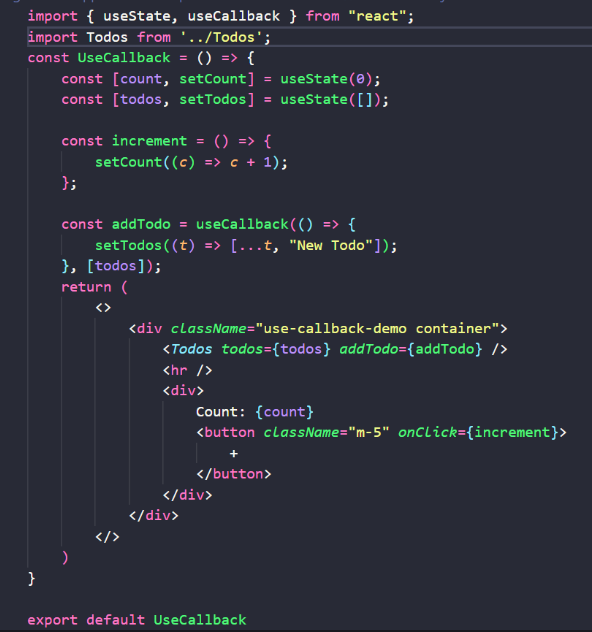 import { useState, useCallback } from "react";
import Todos from '../Todos';
const UseCallback = () => {
    const [count, setCount] = useState(0);
    const [todos, setTodos] = useState([]);

    const increment = () => {
        setCount((c) => c + 1);
    };

    const addTodo = useCallback(() => {
        setTodos((t) => [...t, "New Todo"]);
    }, [todos]);
    return (
        <>
            <div className="use-callback-demo container">
                <Todos todos={todos} addTodo={addTodo} />
                <hr />
                <div>
                    Count: {count}
                    <button className="m-5" onClick={increment}>
                        +
                    </button>
                </div>
            </div>
        </>
    )
}

export default UseCallback